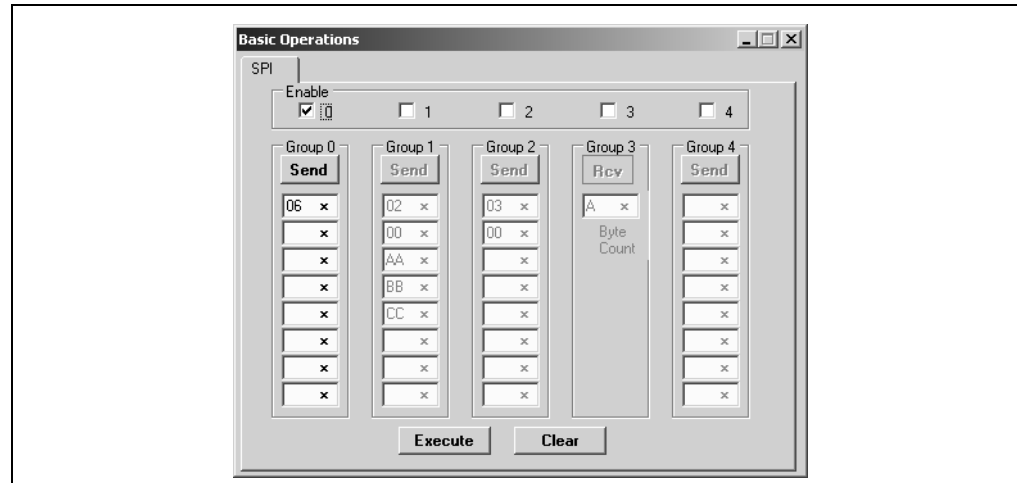 Basic Operations
SPI
Enable
0 1 2 3 4
Group 0 Group 1 Group 2 Group 3 Group 4
Send Send Send Rcv Send
06 x 02 x 03 x A x x
x 00 x 00 x Byte x
Count
x AA x x x
x BB x x x
x CC x x x
x x x x
x x x x
x x x x
Execute Clear